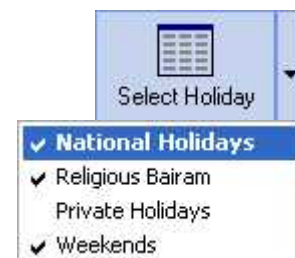 Select Holiday
National Holidays
Religious Bairam
Private Holidays
Weekends